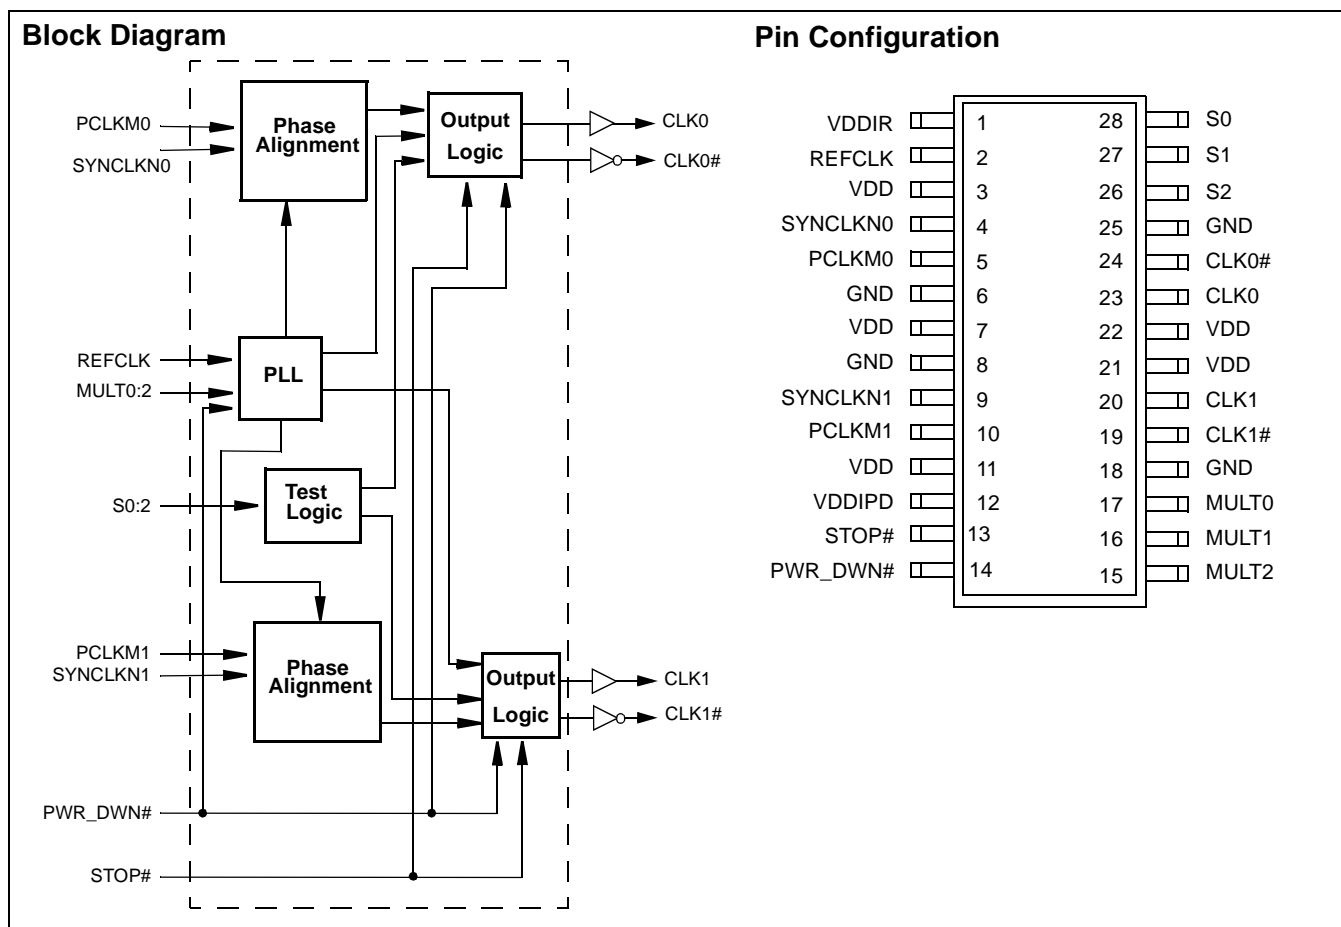 Block Diagram
PCLKM0
SYNCLKN0
Phase
Alignment
Output
Logic
CLK0
CLK0#
REFCLK
MULT0:2
PLL
S0:2
Test
Logic
PCLKM1
SYNCLKN1
Phase
Alignment
Output
Logic
CLK1
CLK1#
PWR_DWN#
STOP#
Pin Configuration
VDDIR 1 28 S0
REFCLK 2 27 S1
VDD 3 26 S2
SYNCLKN0 4 25 GND
PCLKM0 5 24 CLK0#
GND 6 23 CLK0
VDD 7 22 VDD
GND 8 21 VDD
SYNCLKN1 9 20 CLK1
PCLKM1 10 19 CLK1#
VDD 11 18 GND
VDDIPD 12 17 MULT0
STOP# 13 16 MULT1
PWR_DWN# 14 15 MULT2